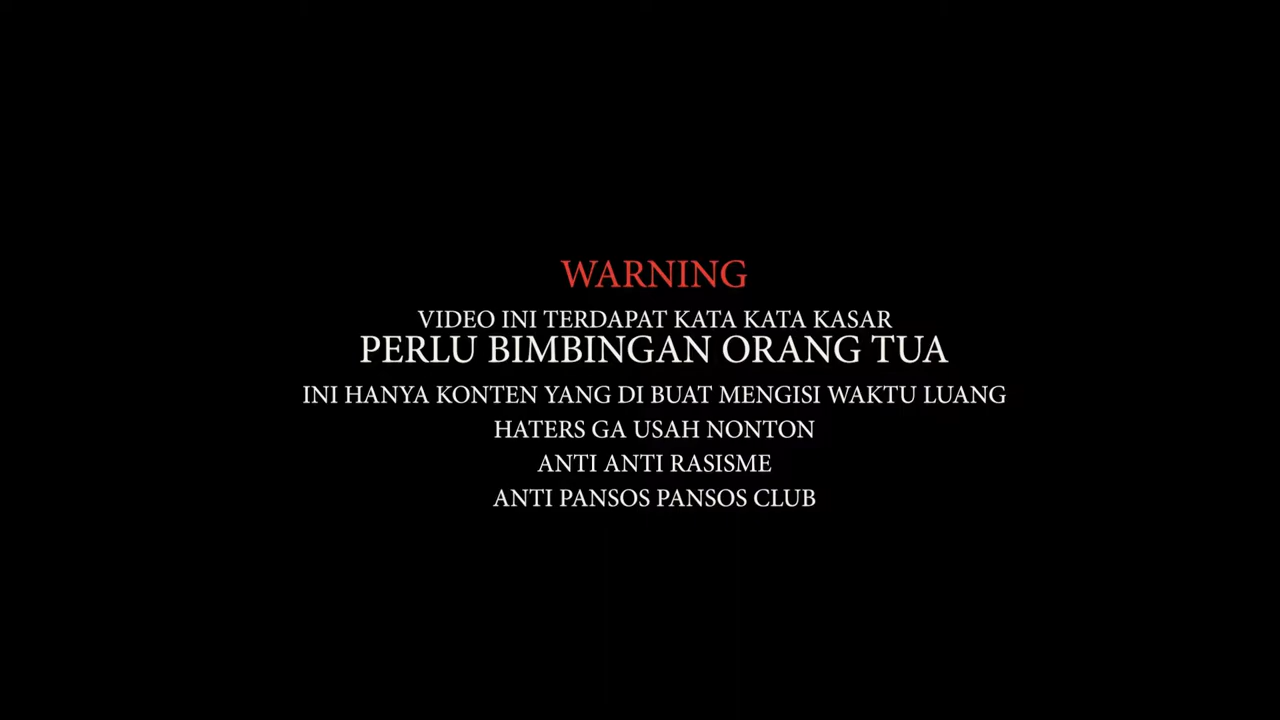 WARNING
VIDEO INI TERDAPAT KATA KATA KASAR
PERLU BIMBINGAN ORANG TUA
INI HANYA KONTEN YANG DI BUAT MENGISI WAKTU LUANG
HATERS GA USAH NONTON
ANTI ANTI RASISME
ANTI PANSOS PANSOS CLUB